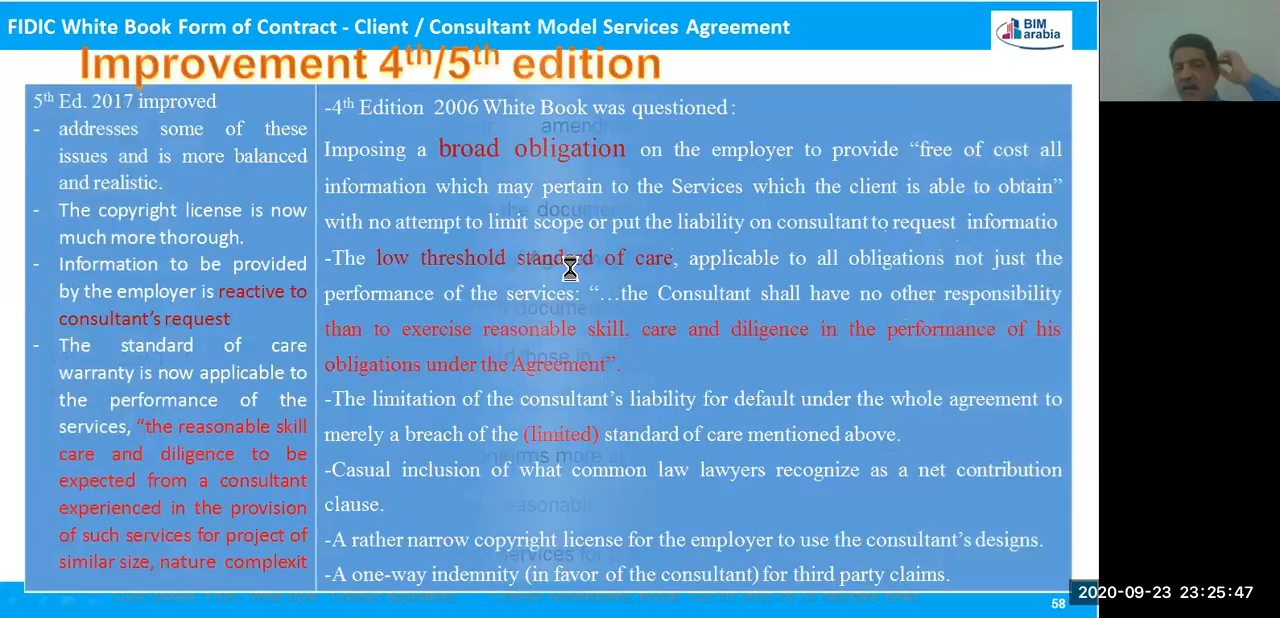 FIDIC White Book Form of Contract - Client / Consultant Model Services Agreement
BIM
arabia
Improvement 4th/5th edition
5th Ed. 2017 improved
- addresses some of these
issues and is more balanced
and realistic.
- The copyright license is now
much more thorough.
- Information to be provided
by the employer is reactive to
consultant's request
- The standard of care
warranty is now applicable to
the performance of the
services, “the reasonable skill
care and diligence to be
expected from a consultant
experienced in the provision
of such services for project of
similar size, nature complexit
-4th Edition 2006 White Book was questioned:
Imposing a broad obligation on the employer to provide “free of cost all
information which may pertain to the Services which the client is able to obtain”
with no attempt to limit scope or put the liability on consultant to request informatio
-The low threshold standard of care, applicable to all obligations not just the
performance of the services: “…the Consultant shall have no other responsibility
than to exercise reasonable skill, care and diligence in the performance of his
obligations under the Agreement”.
-The limitation of the consultant's liability for default under the whole agreement to
merely a breach of the (limited) standard of care mentioned above.
-Casual inclusion of what common law lawyers recognize as a net contribution
clause.
-A rather narrow copyright license for the employer to use the consultant's designs.
-A one-way indemnity (in favor of the consultant) for third party claims.
58
2020-09-23 23:25:47